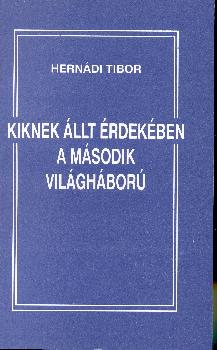 HERNÁDI TIBOR
KIKNEK ÁLLT ÉRDEKÉBEN
A MÁSODIK
VILÁGHÁBORÚ